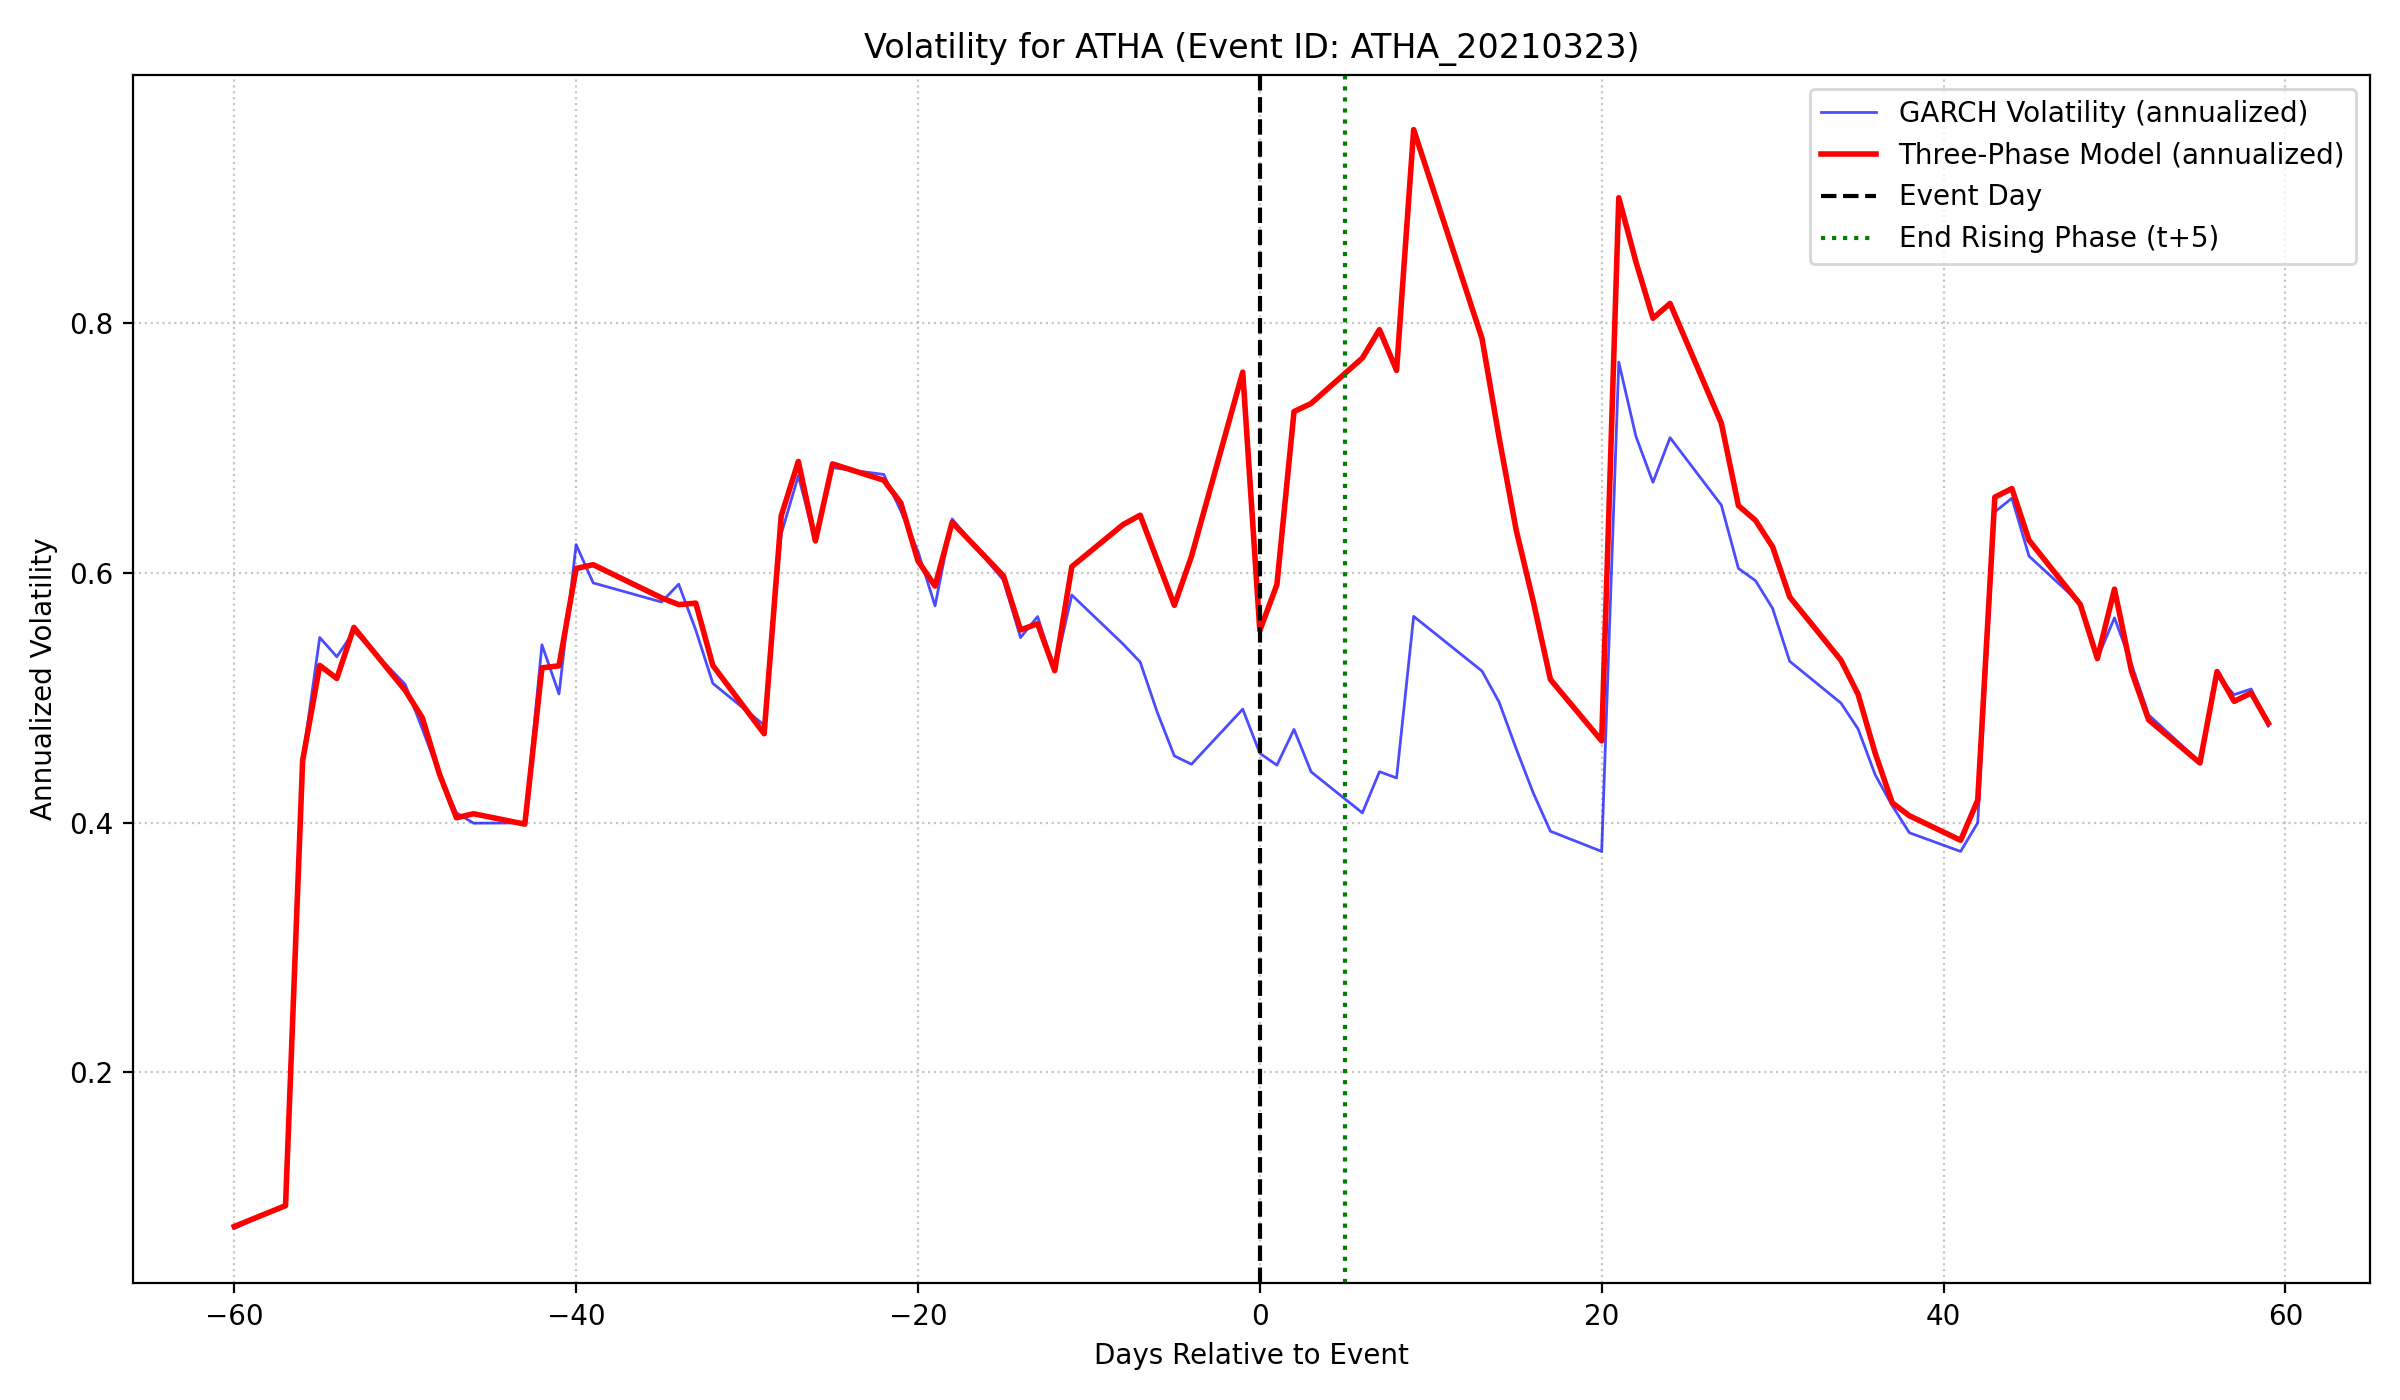 Volatility for ATHA (Event ID: ATHA_20210323)
GARCH Volatility (annualized)
Three-Phase Model (annualized)
Event Day
End Rising Phase (t+5)
Annualized Volatility
0.8
0.6
0.4
0.2
−60 −40 −20 0 20 40 60
Days Relative to Event